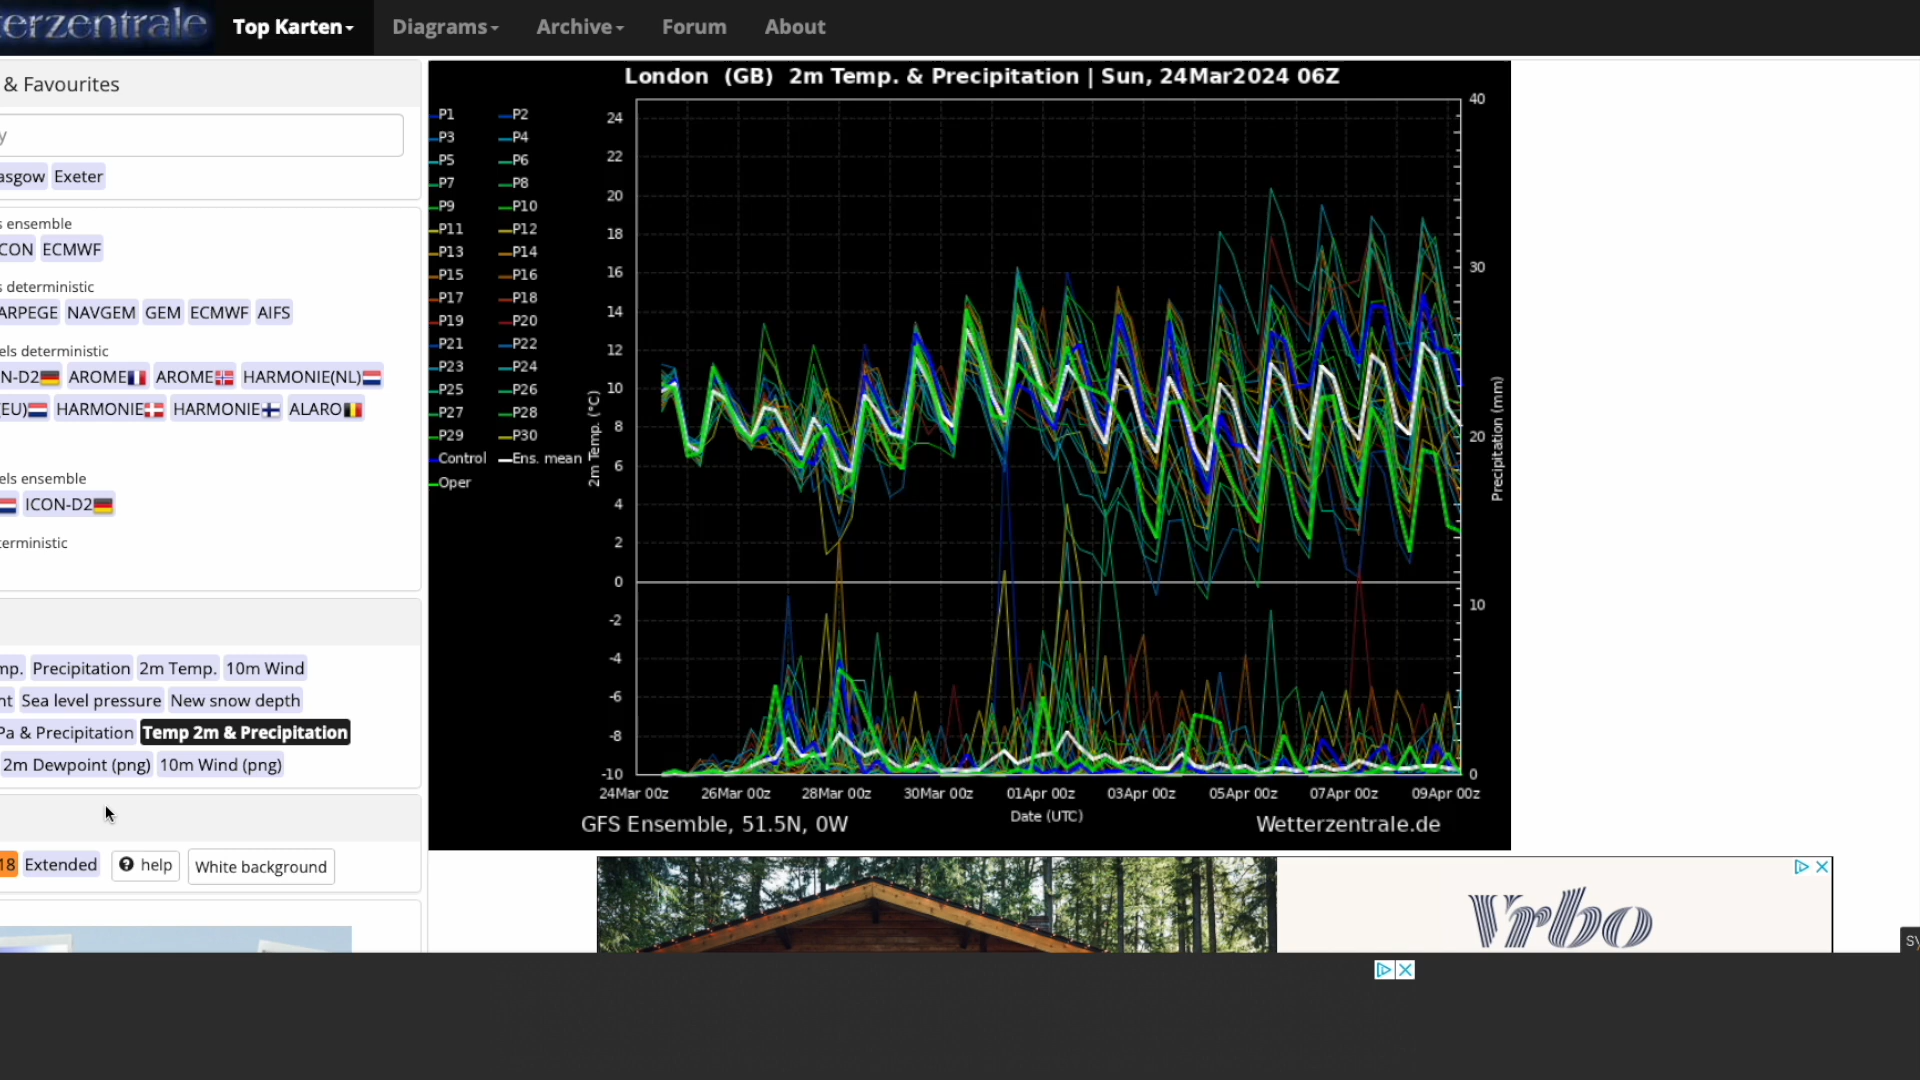 terzentrale Top Karten Diagrams Archive Forum About
& Favourites
y
asgow Exeter
s ensemble
CON ECMWF
s deterministic
ARPEGE NAVGEM GEM ECMWF AIFS
els deterministic
N-D2 AROME AROME HARMONIE(NL)
(EU) HARMONIE HARMONIE ALARO
els ensemble
ICON-D2
terministic
mp. Precipitation 2m Temp. 10m Wind
nt Sea level pressure New snow depth
Pa & Precipitation Temp 2m & Precipitation
2m Dewpoint (png) 10m Wind (png)
18 Extended help White background
London (GB) 2m Temp. & Precipitation | Sun, 24Mar2024 06Z
P1 P2
P3 P4
P5 P6
P7 P8
P9 P10
P11 P12
P13 P14
P15 P16
P17 P18
P19 P20
P21 P22
P23 P24
P25 P26
P27 P28
P29 P30
Control Ens. mean
Oper
2m Temp. (°C)
24
22
20
18
16
14
12
10
8
6
4
2
0
-2
-4
-6
-8
-10
40
30
20
10
0
Precipitation (mm)
24Mar 00z 26Mar 00z 28Mar 00z 30Mar 00z 01Apr 00z 03Apr 00z 05Apr 00z 07Apr 00z 09Apr 00z
Date (UTC)
GFS Ensemble, 51.5N, 0W Wetterzentrale.de
Vrbo
sy